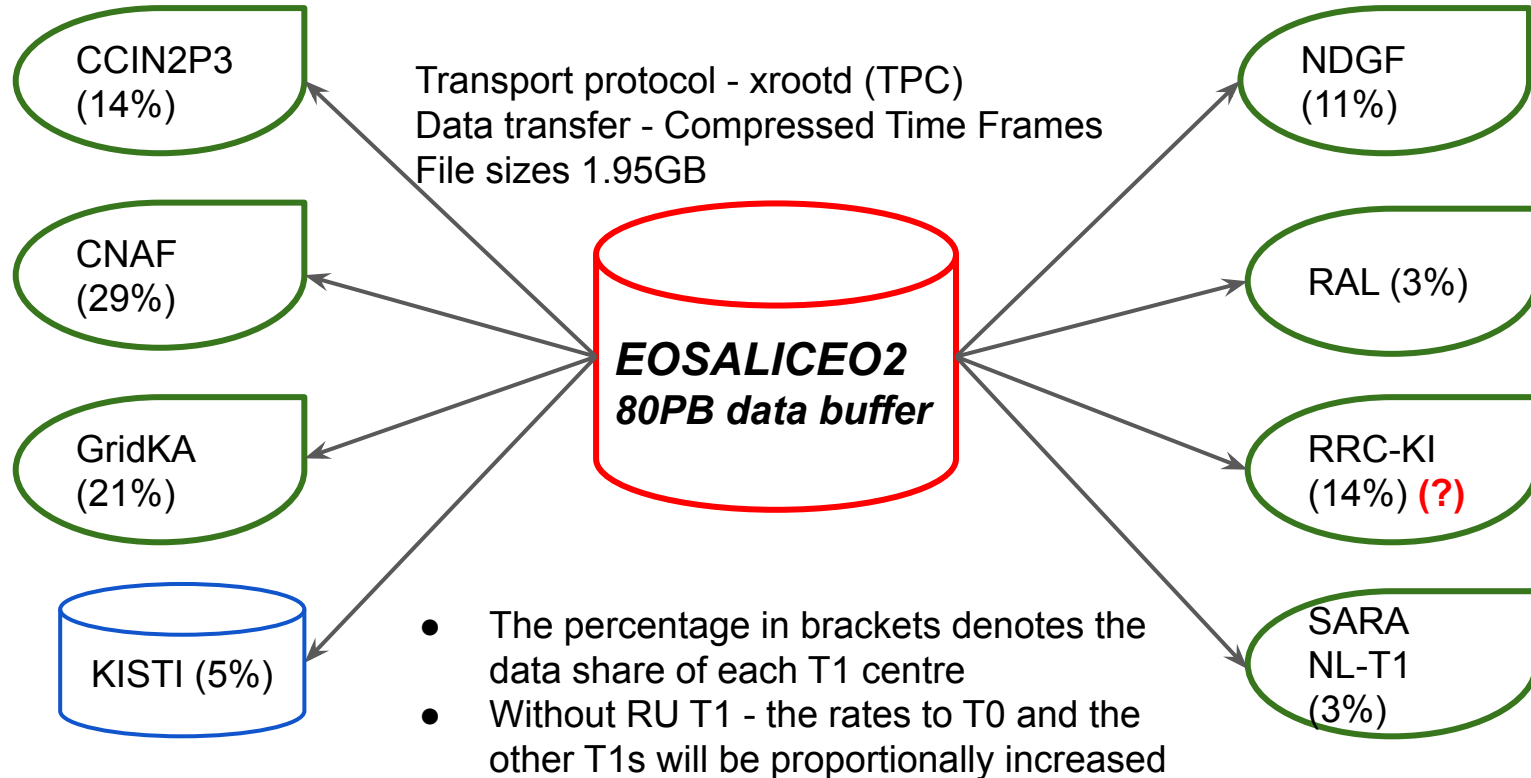 CCIN2P3
(14%)
CNAF
(29%)
GridKA
(21%)
KISTI (5%)
Transport protocol - xrootd (TPC)
Data transfer - Compressed Time Frames
File sizes 1.95GB
EOSALICEO2
80PB data buffer
● The percentage in brackets denotes the
data share of each T1 centre
● Without RU T1 - the rates to T0 and the
other T1s will be proportionally increased
NDGF
(11%)
RAL (3%)
RRC-KI
(14%) (?)
SARA
NL-T1
(3%)